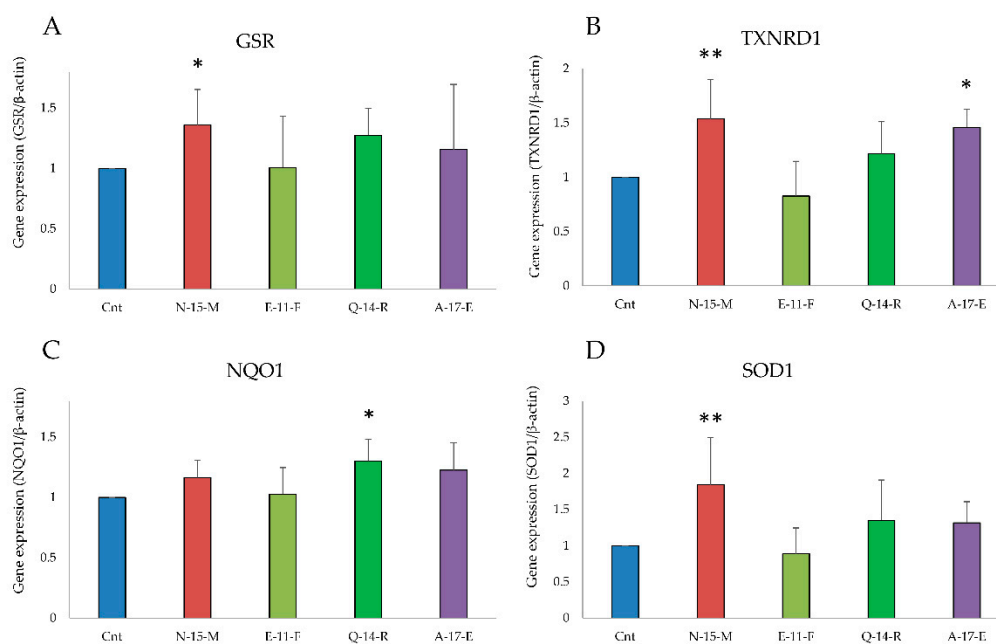 A
GSR
Gene expression (GSR/β-actin)
1.5
1
0.5
0
*
Cnt N-15-M E-11-F Q-14-R A-17-E
B
TXNRD1
Gene expression (TXNRD1/β-actin)
2
1.5
1
0.5
0
**
*
Cnt N-15-M E-11-F Q-14-R A-17-E
C
NQO1
Gene expression (NQO1/β-actin)
1.5
1
0.5
0
*
Cnt N-15-M E-11-F Q-14-R A-17-E
D
SOD1
Gene expression (SOD1/β-actin)
3
2.5
2
1.5
1
0.5
0
**
Cnt N-15-M E-11-F Q-14-R A-17-E